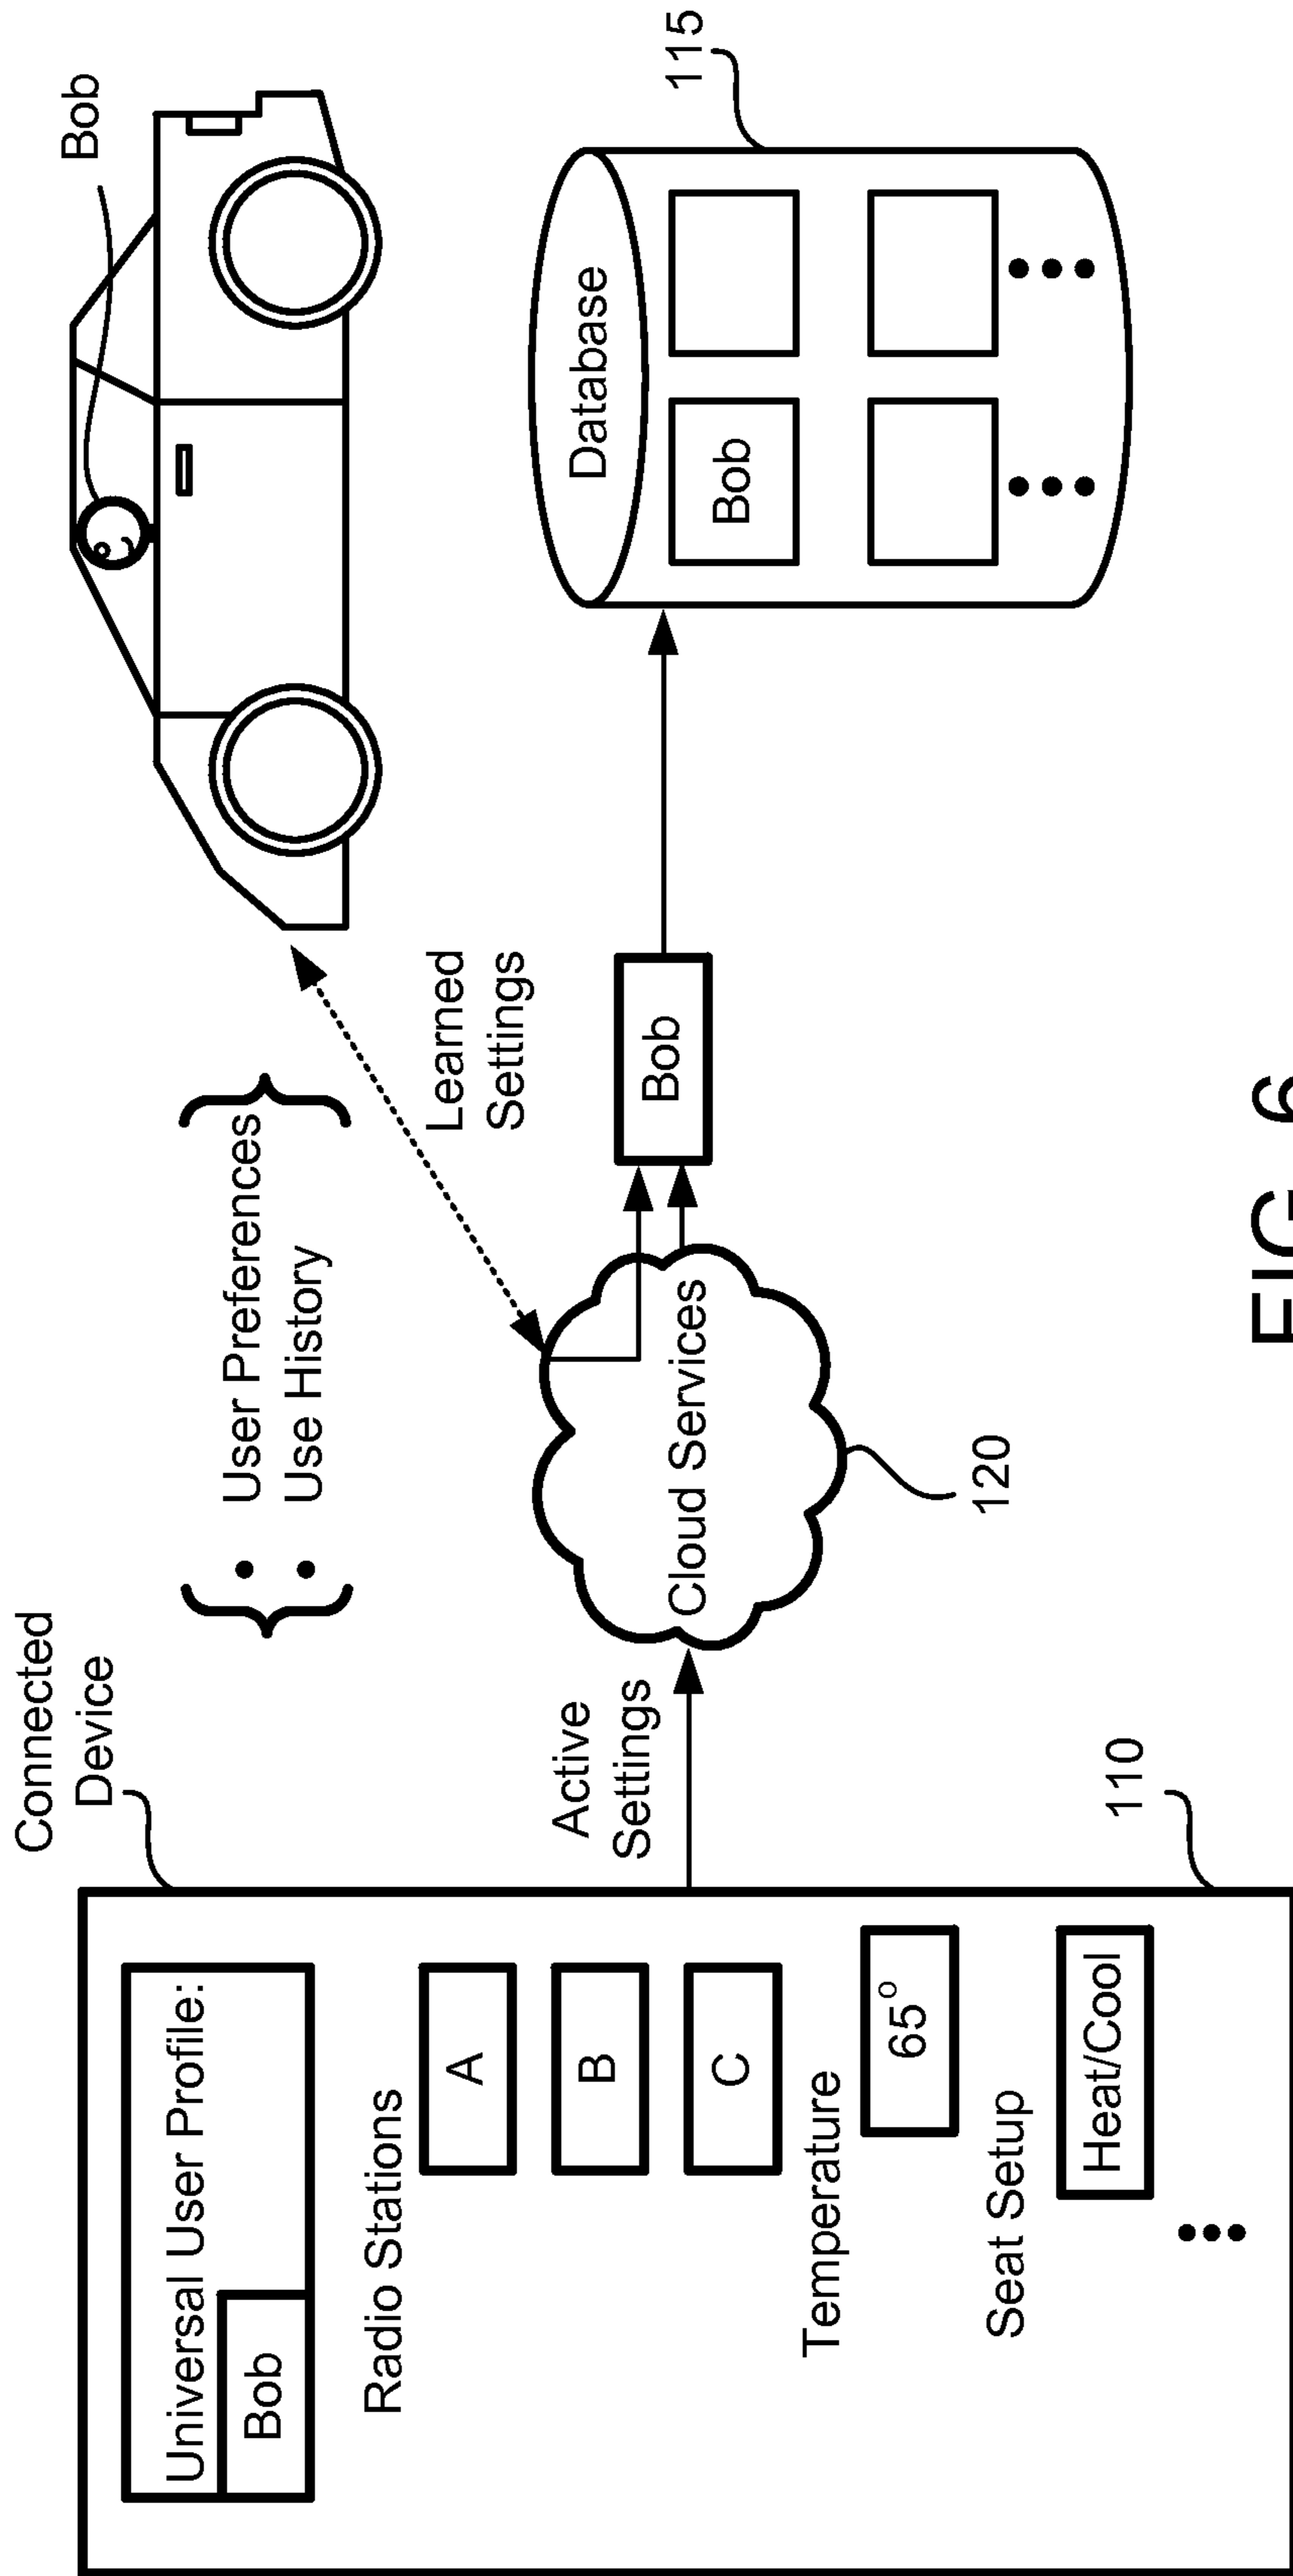 Connected
Device
Universal User Profile:
Bob
Radio Stations
A
B
C
Temperature
65°
Seat Setup
Heat/Cool
110
Active
Settings
• User Preferences
• Use History
Cloud Services
120
Learned
Settings
Bob
Bob
Database
Bob
115
FIG. 6